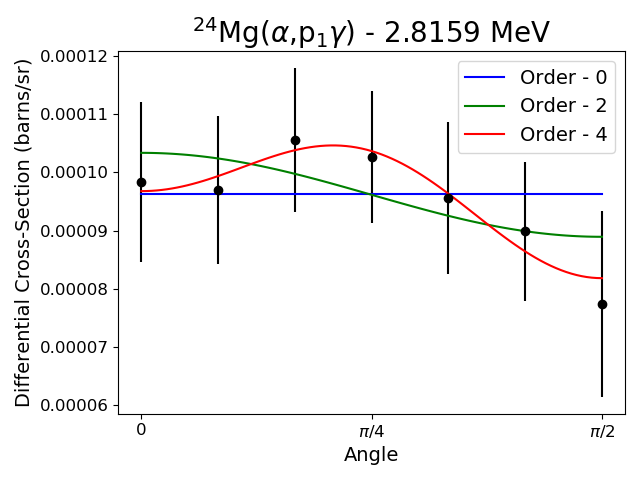 ²⁴Mg(α,p₁γ) - 2.8159 MeV
Differential Cross-Section (barns/sr)
0.00012
0.00011
0.00010
0.00009
0.00008
0.00007
0.00006
Order - 0
Order - 2
Order - 4
0
π/4
π/2
Angle